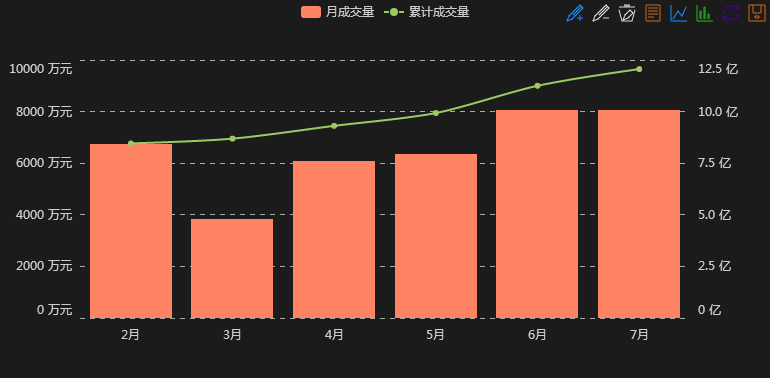 月成交量 累计成交量
10000 万元
8000 万元
6000 万元
4000 万元
2000 万元
0 万元
12.5 亿
10.0 亿
7.5 亿
5.0 亿
2.5 亿
0 亿
2月 3月 4月 5月 6月 7月